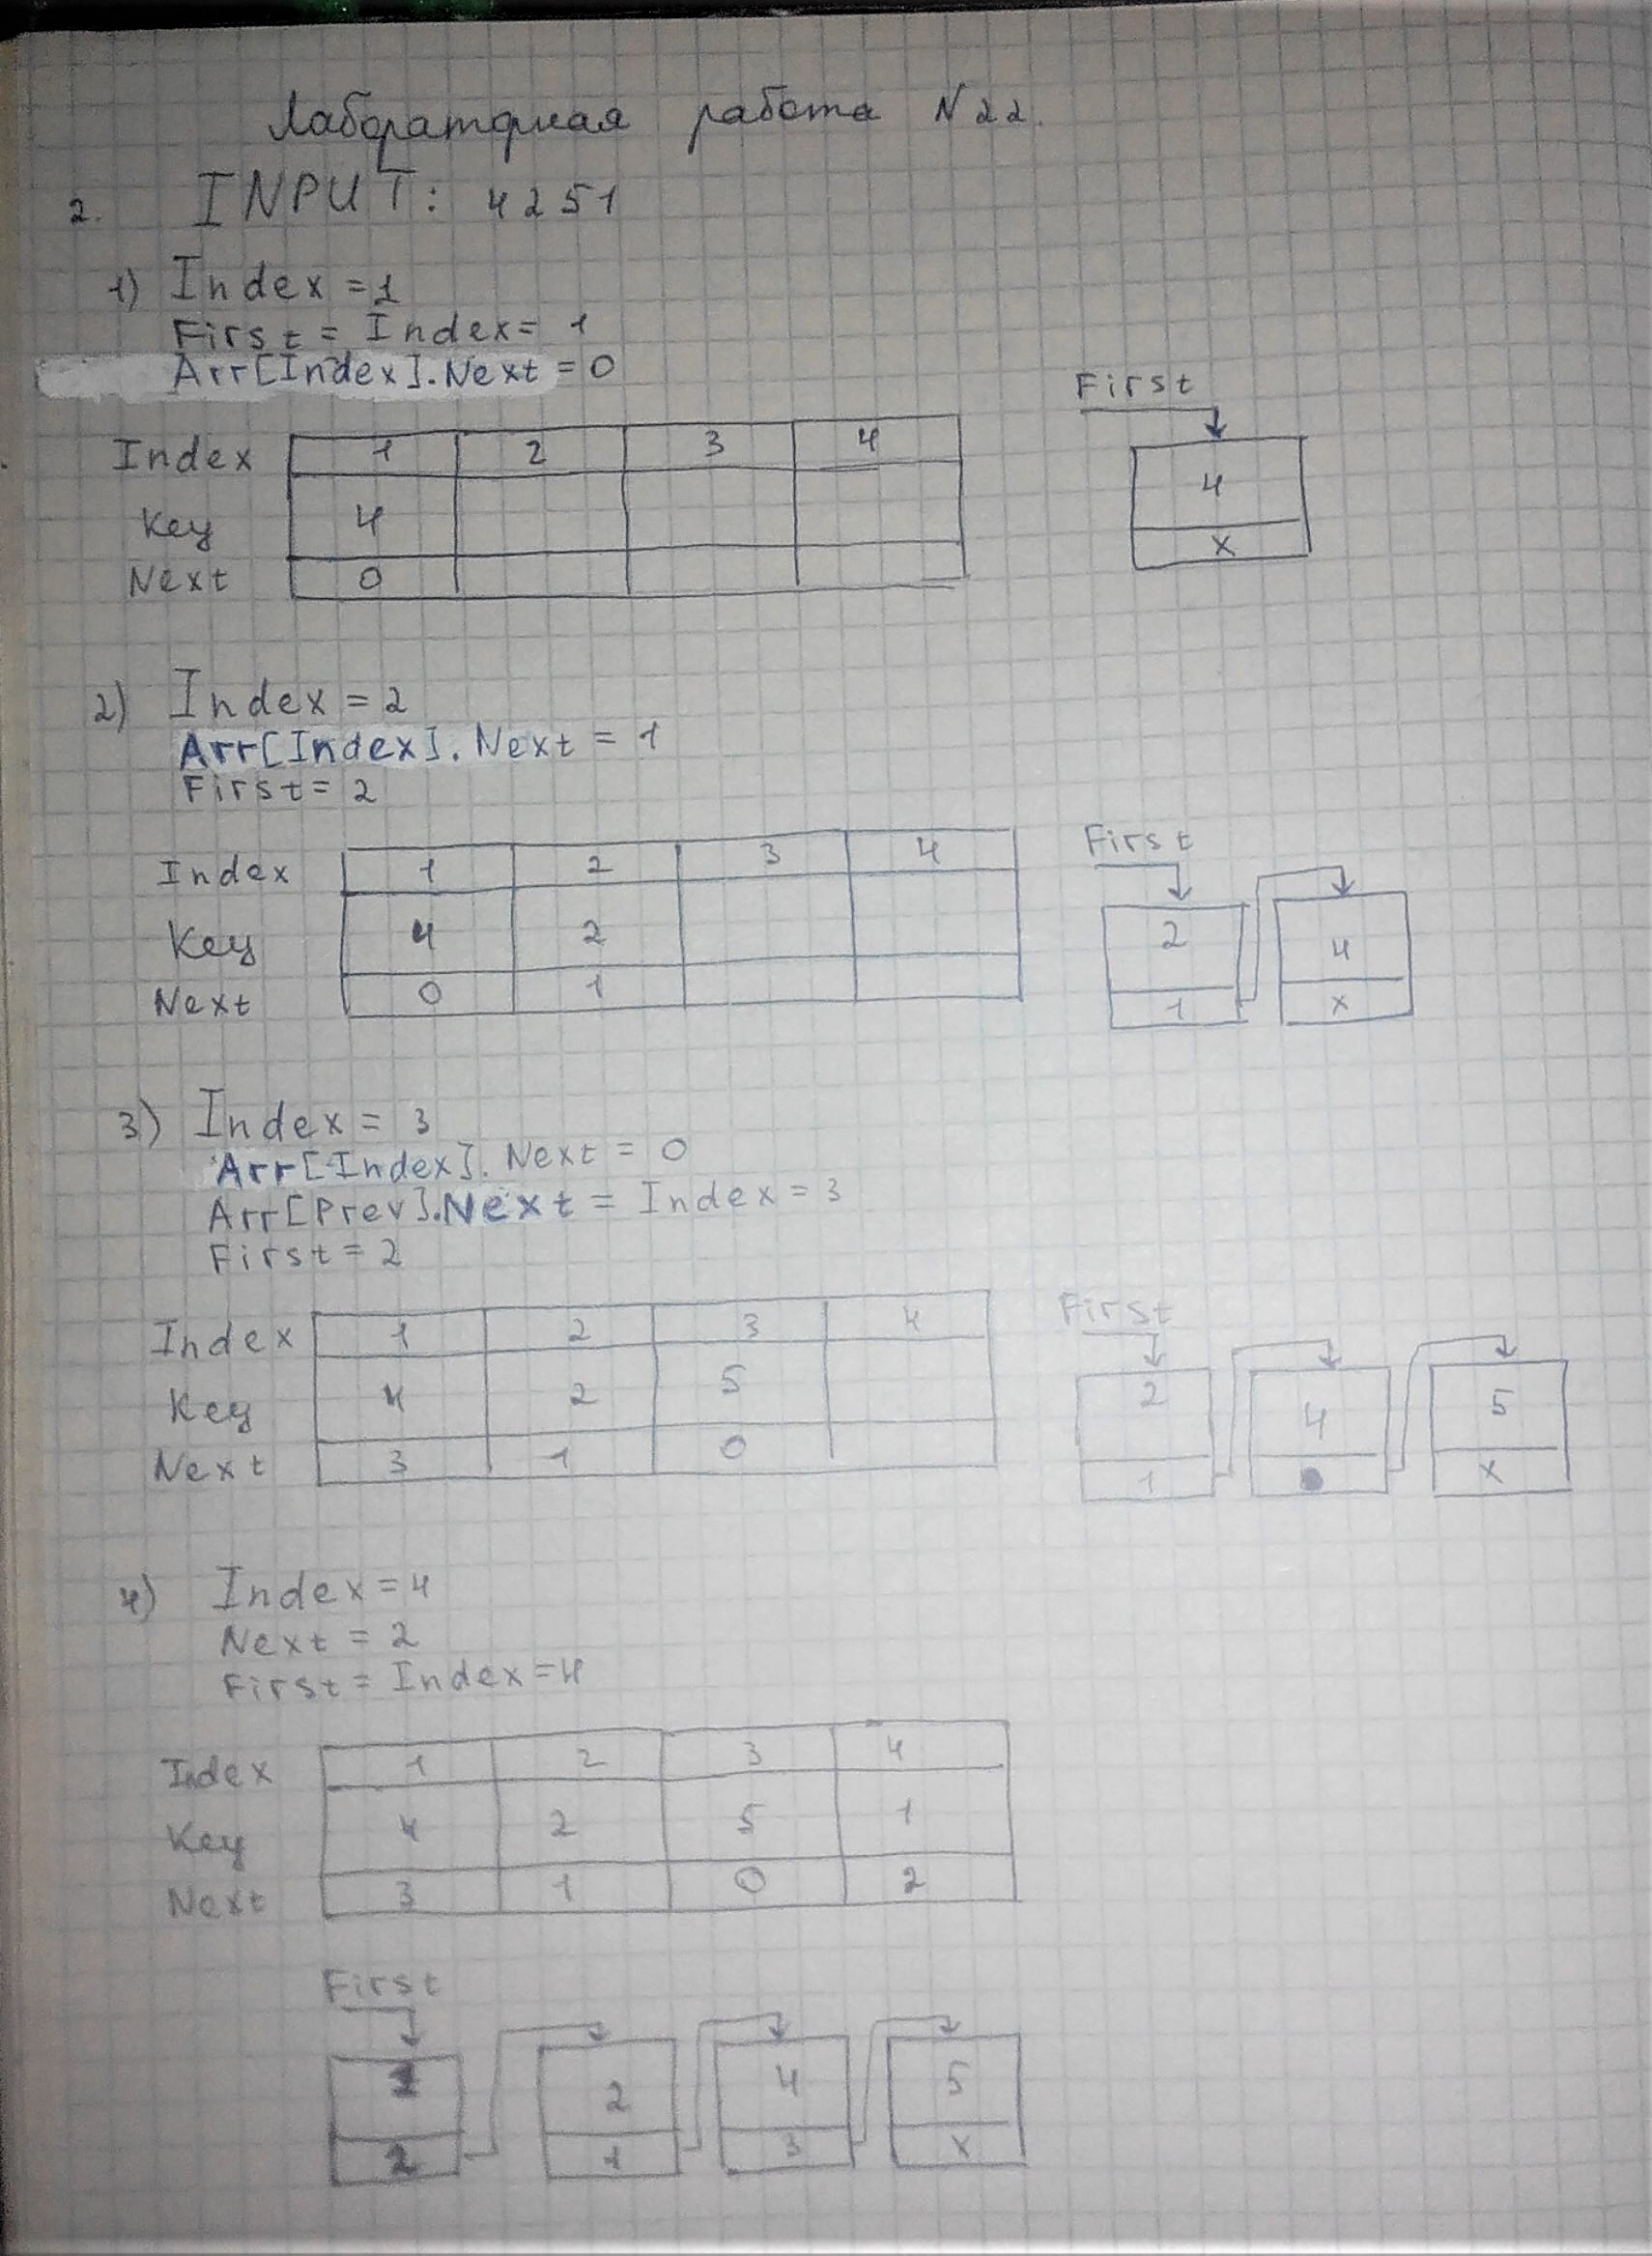 Лабораторная работа N22.
2. INPUT: 4251
1) Index = 1
First = Index = 1
Arr[Index].Next = 0
First
Index 1 2 3 4
Key 4
Next 0
4
x
2) Index = 2
Arr[Index]. Next = 1
First = 2
Index 1 2 3 4
Key 4 2
Next 0 1
First
2 4
1 x
3) Index = 3
Arr[Index]. Next = 0
Arr[Prev].Next = Index = 3
First = 2
Index 1 2 3 4
Key 4 2 5
Next 3 1 0
First
2 4 5
1 x
4) Index = 4
Next = 2
First = Index = 4
Index 1 2 3 4
Key 4 2 5 1
Next 3 1 0 2
First
1 2 4 5
2 1 3 x